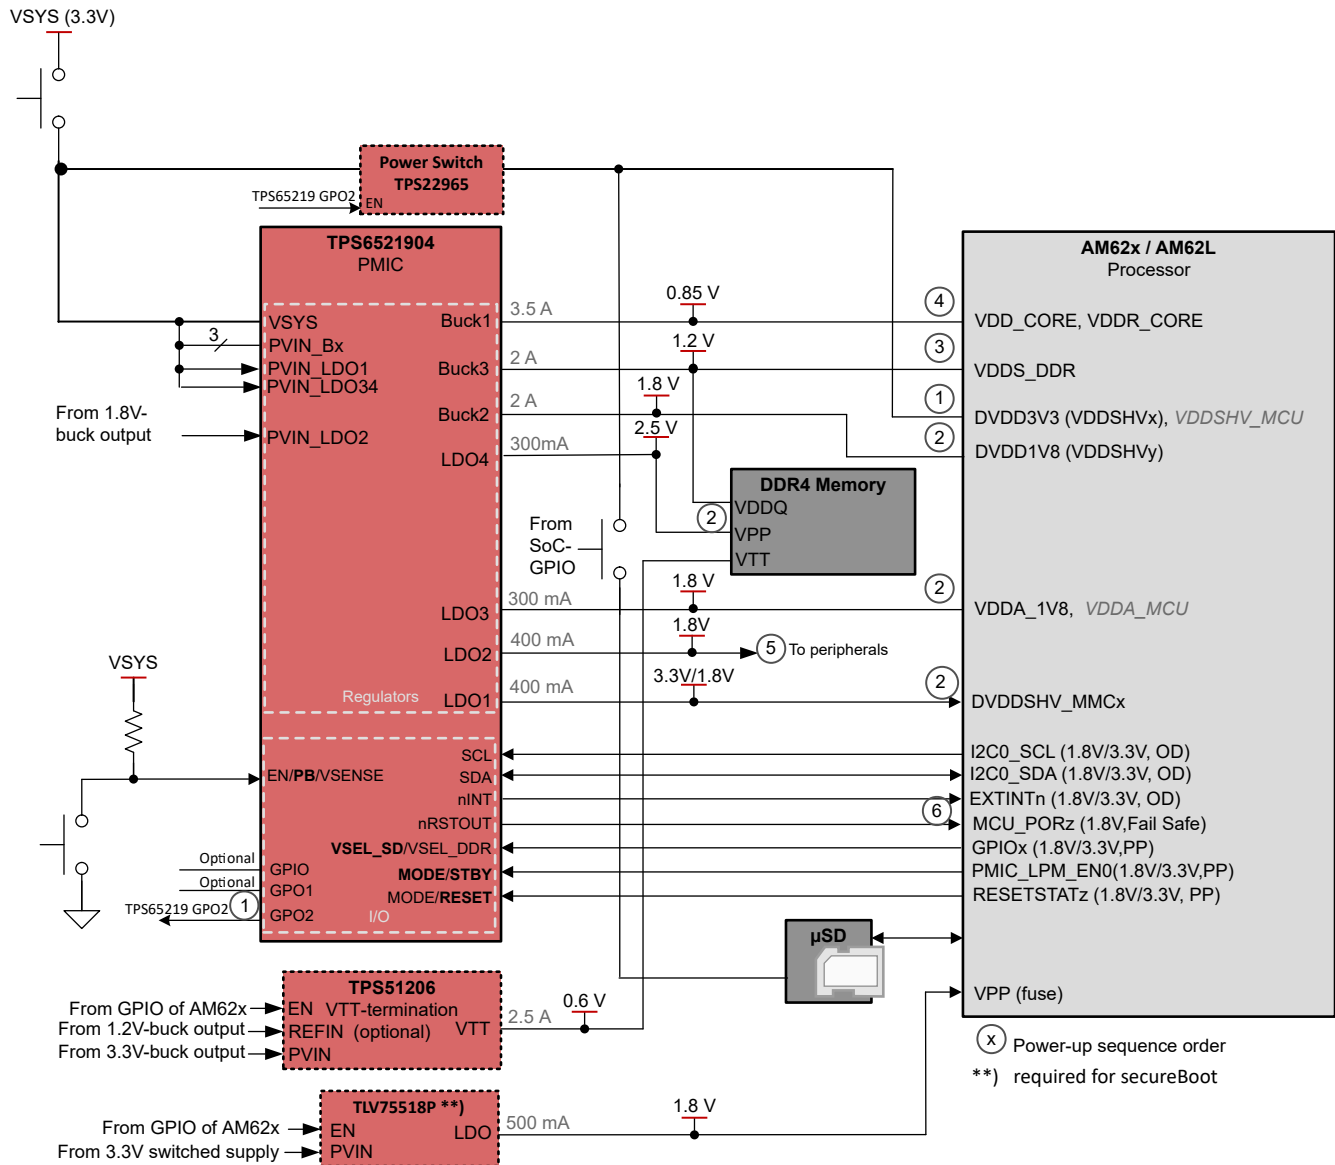 VSYS (3.3V)
Power Switch
TPS22965
TPS65219 GPO2
EN
TPS6521904
PMIC
AM62x / AM62L
Processor
VSYS
3
PVIN_Bx
PVIN_LDO1
PVIN_LDO34
From 1.8V-
buck output
PVIN_LDO2
Buck1
3.5 A
0.85 V
4
VDD_CORE, VDDR_CORE
Buck3
2 A
1.2 V
3
VDDS_DDR
1
DVDD3V3 (VDDSHVx), VDDSHV_MCU
Buck2
2 A
1.8 V
2
DVDD1V8 (VDDSHVy)
LDO4
300mA
2.5 V
DDR4 Memory
VDDQ
2
VPP
VTT
From
SoC-
GPIO
LDO3
300 mA
1.8 V
2
VDDA_1V8, VDDA_MCU
LDO2
400 mA
1.8V
5
To peripherals
LDO1
400 mA
3.3V/1.8V
2
DVDDSHV_MMCx
Regulators
VSYS
EN/PB/VSENSE
SCL
I2C0_SCL (1.8V/3.3V, OD)
SDA
I2C0_SDA (1.8V/3.3V, OD)
nINT
EXTINTn (1.8V/3.3V, OD)
nRSTOUT
6
MCU_PORz (1.8V,Fail Safe)
VSEL_SD/VSEL_DDR
GPIOx (1.8V/3.3V,PP)
MODE/STBY
PMIC_LPM_EN0(1.8V/3.3V,PP)
MODE/RESET
RESETSTATz (1.8V/3.3V, PP)
Optional
GPIO
Optional
GPO1
TPS65219 GPO2
1
GPO2
I/O
µSD
VPP (fuse)
TPS51206
From GPIO of AM62x
EN VTT-termination
From 1.2V-buck output
REFIN (optional)
VTT
From 3.3V-buck output
PVIN
2.5 A
0.6 V
x
Power-up sequence order
**) required for secureBoot
TLV75518P **)
From GPIO of AM62x
EN
LDO
500 mA
1.8 V
From 3.3V switched supply
PVIN